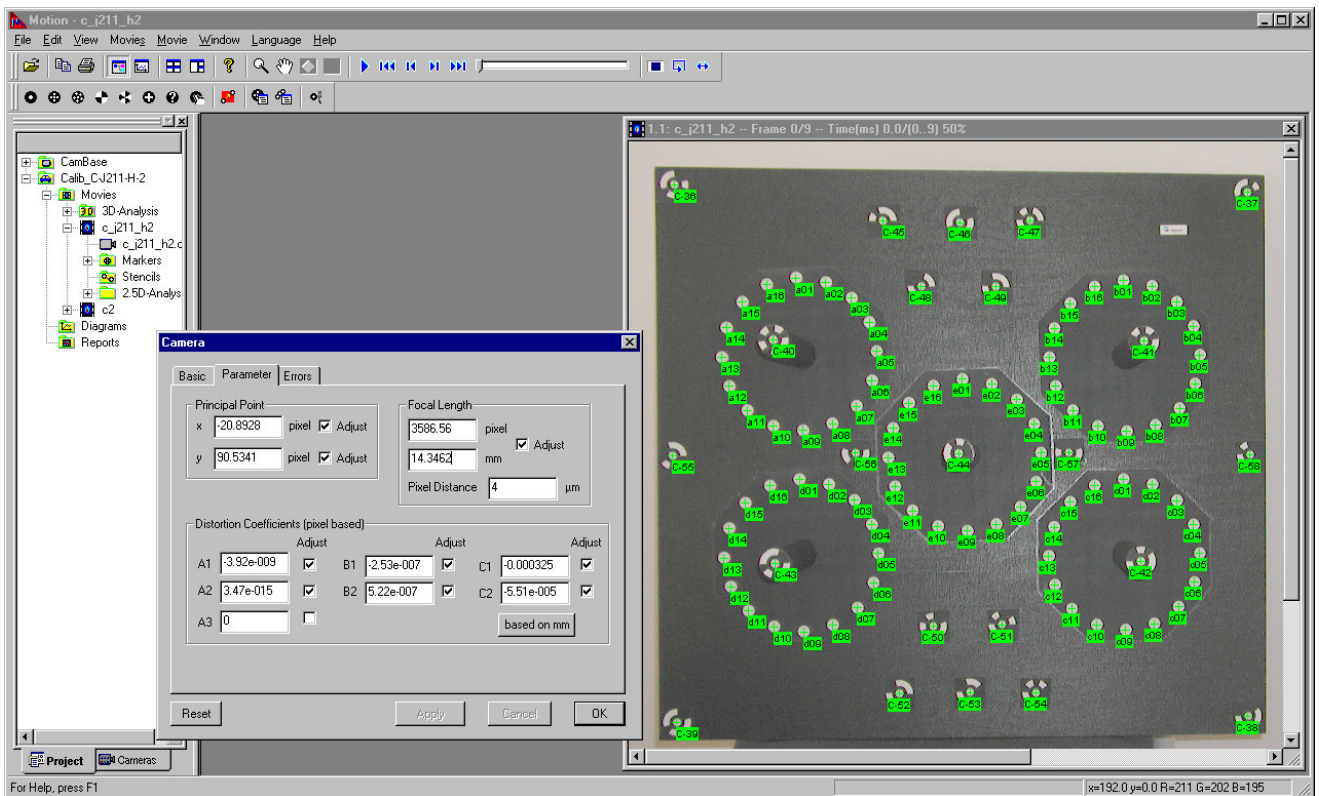 Motion - c_j211_h2
File Edit View Movies Movie Window Language Help
1.1: c_j211_h2 -- Frame 0/9 -- Time(ms) 0.0/(0..9) 50%
CamBase
Calib_CJ211-H-2
Movies
3D-Analysis
c_j211_h2
c_j211_h2.c
Markers
Stencils
2.5D-Analys
c2
Diagrams
Reports
Project Cameras
Camera
Basic Parameter Errors
Principal Point
x -20.8928 pixel Adjust
y 90.5341 pixel Adjust
Focal Length
3586.56 pixel
Adjust
14.3462 mm
Pixel Distance 4 µm
Distortion Coefficients (pixel based)
Adjust Adjust Adjust
A1 -3.92e-009 B1 -2.53e-007 C1 -0.000325
A2 3.47e-015 B2 5.22e-007 C2 -5.51e-005
A3 0 based on mm
Reset Apply Cancel OK
C-36 C-37
C-45 C-46 C-47
C-48 C-49
a16 a01 a02 b16 b01 b02
a15 a03 b15 b03
a14 a04 b14 b04
C-40 C-41
a13 a05 b13 b05
a12 a06 e16 e01 e02 b12 b06
a11 a07 e15 e03 b11 b07
a10 a09 a08 e14 e04 b10 b09 b08
C-55 C-56 e13 C-44 e05 C-57 C-58
d16 d01 d02 e12 e06 c16 c01 c02
d15 d03 e11 e07 c15 c03
d14 d04 e10 e09 e08 c14 c04
d13 C-43 d05 c13 C-42 c05
d12 d06 c12 c06
d11 d07 c11 c07
d10 d09 d08 C-50 C-51 c10 c09 c08
C-52 C-53 C-54
C-39 C-38
For Help, press F1
x=192.0 y=0.0 R=211 G=202 B=195